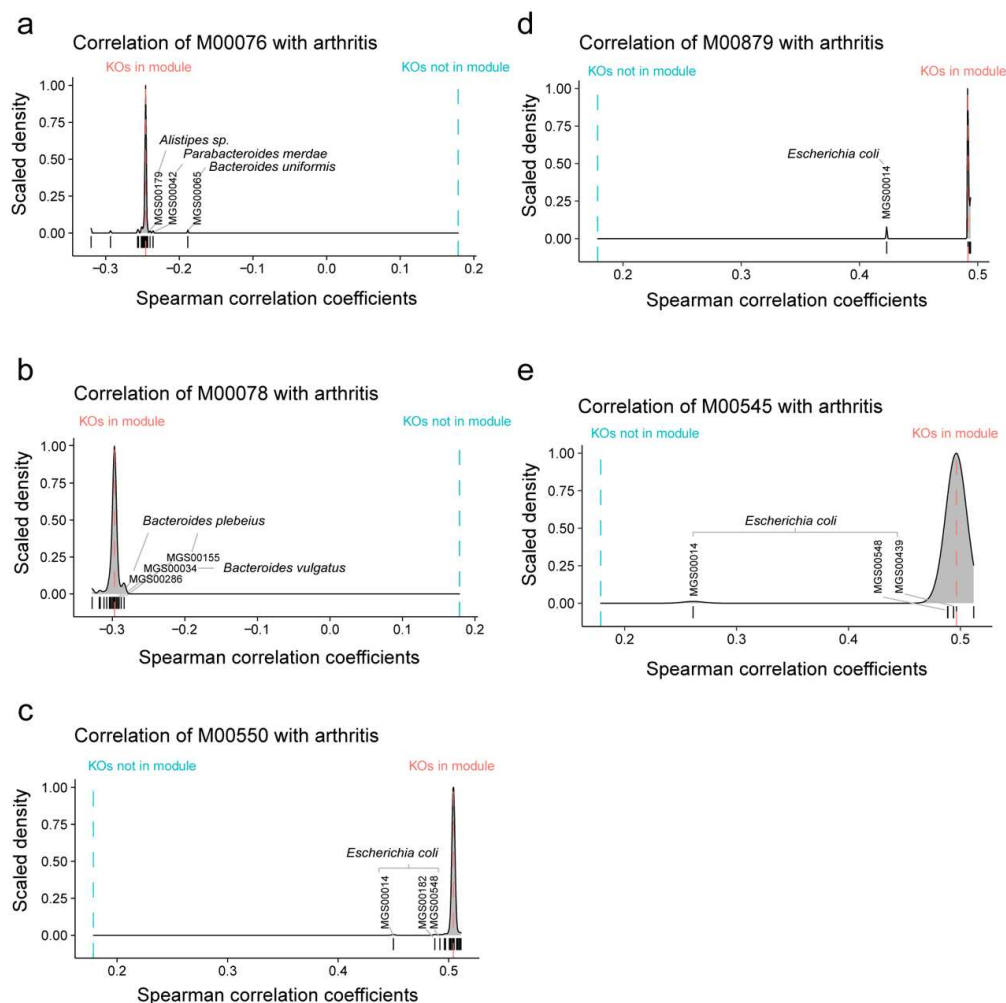 a
Correlation of M00076 with arthritis
KOs in module
KOs not in module
1.00
0.75
0.50
0.25
0.00
Scaled density
Alistipes sp.
Parabacteroides merdae
Bacteroides uniformis
MGS00179
MGS00042
MGS00065
−0.3
−0.2
−0.1
0.0
0.1
0.2
Spearman correlation coefficients
d
Correlation of M00879 with arthritis
KOs not in module
KOs in module
1.00
0.75
0.50
0.25
0.00
Scaled density
Escherichia coli
MGS00014
0.2
0.3
0.4
0.5
Spearman correlation coefficients
b
Correlation of M00078 with arthritis
KOs in module
KOs not in module
1.00
0.75
0.50
0.25
0.00
Scaled density
Bacteroides plebeius
MGS00155
MGS00034
Bacteroides vulgatus
MGS00286
−0.3
−0.2
−0.1
0.0
0.1
0.2
Spearman correlation coefficients
e
Correlation of M00545 with arthritis
KOs not in module
KOs in module
1.00
0.75
0.50
0.25
0.00
Scaled density
Escherichia coli
MGS00014
MGS00548
MGS00439
0.2
0.3
0.4
0.5
Spearman correlation coefficients
c
Correlation of M00550 with arthritis
KOs not in module
KOs in module
1.00
0.75
0.50
0.25
0.00
Scaled density
Escherichia coli
MGS00014
MGS00182
MGS00548
0.2
0.3
0.4
0.5
Spearman correlation coefficients